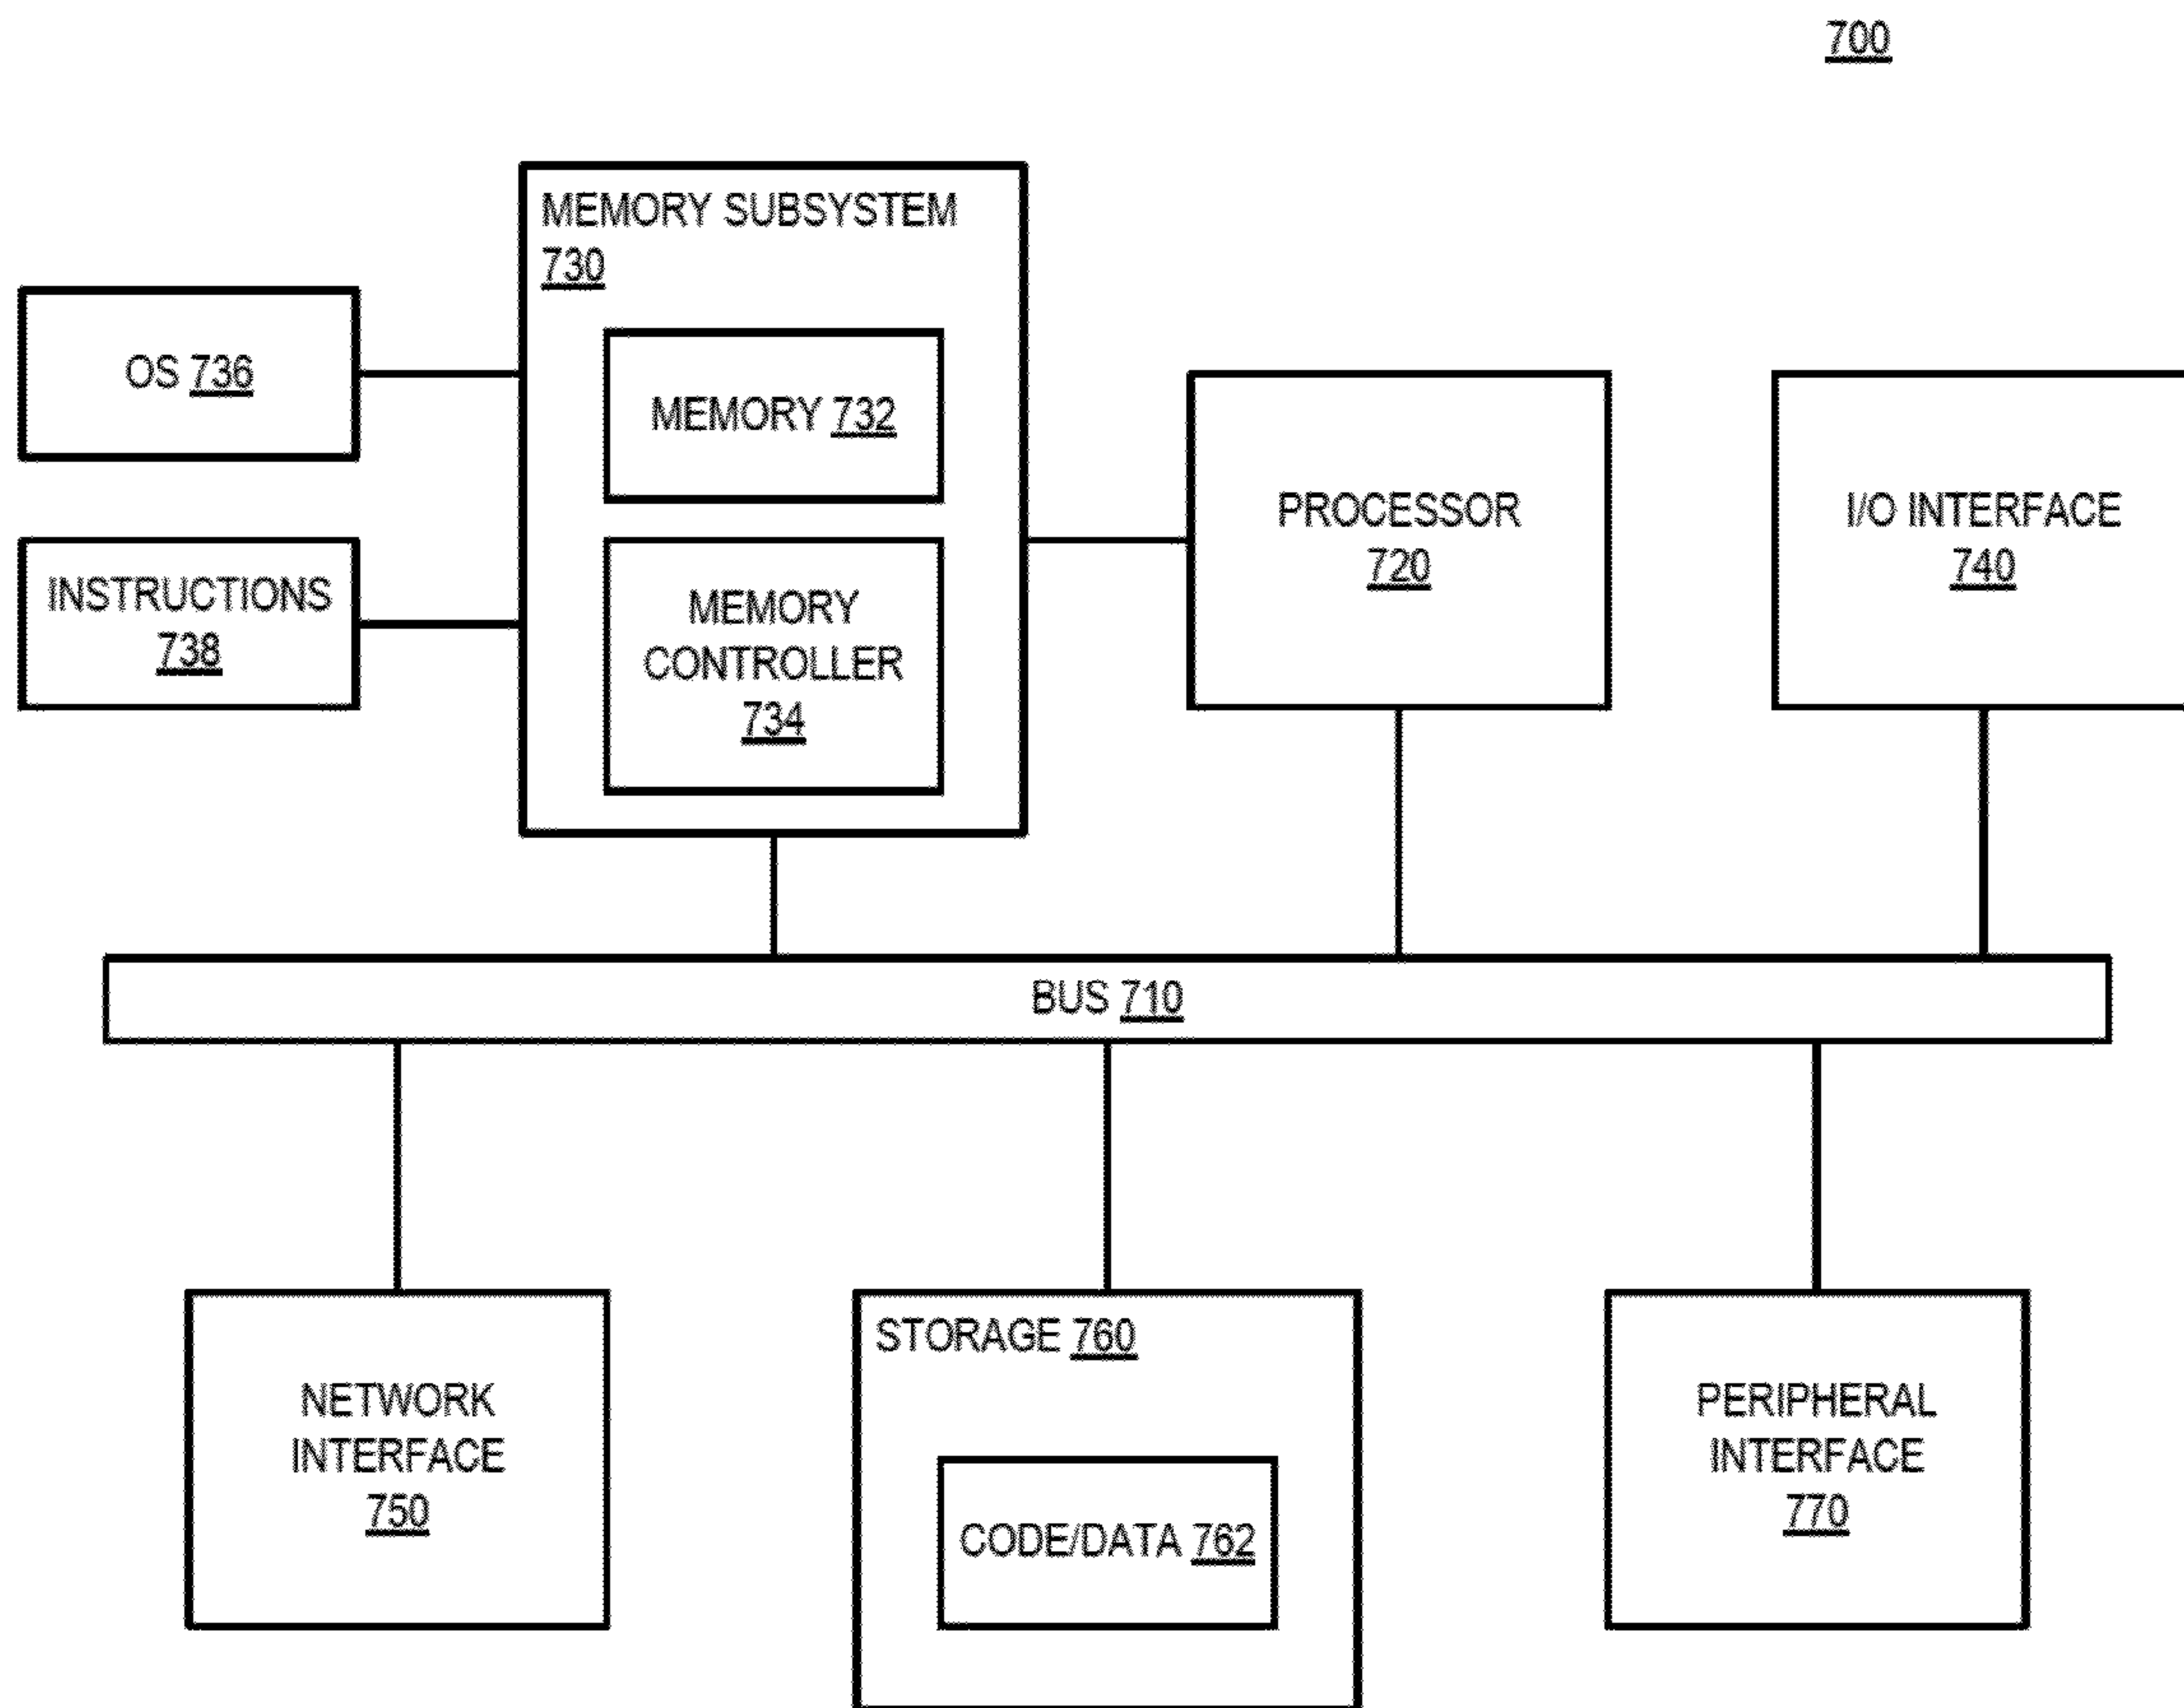 700
MEMORY SUBSYSTEM
730
OS 736
MEMORY 732
INSTRUCTIONS
738
MEMORY
CONTROLLER
734
PROCESSOR
720
I/O INTERFACE
740
BUS 710
NETWORK
INTERFACE
750
STORAGE 760
CODE/DATA 762
PERIPHERAL
INTERFACE
770